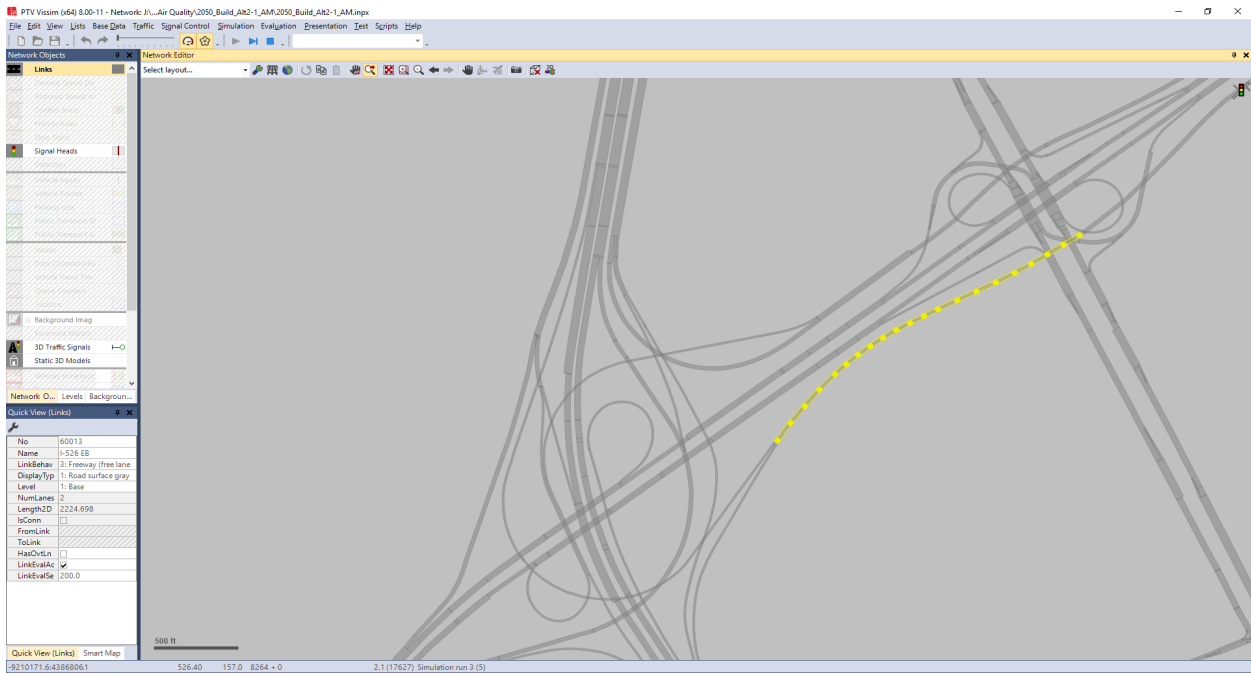 PTV Vissim (x64) 8.00-11 - Network: J:\...Air Quality\2050_Build_Alt2-1_AM\2050_Build_Alt2-1_AM.inpx
File Edit View Lists Base Data Traffic Signal Control Simulation Evaluation Presentation Test Scripts Help
Network Objects
Network Editor
Links
Select layout...
Signal Heads
Background Imag
3D Traffic Signals
Static 3D Models
Network O... Levels Backgroun...
Quick View (Links)
No 60013
Name I-526 EB
LinkBehav 3: Freeway (free lane
DisplayTyp 1: Road surface gray
Level 1: Base
NumLanes 2
Length2D 2224.698
IsConn
FromLink
ToLink
HasOvtLn
LinkEvalAc
LinkEvalSe 200.0
500 ft
Quick View (Links) Smart Map
-9210171.6:4386806.1 526.40 157.0 8264 + 0 2.1 (17627) Simulation run 3 (5)